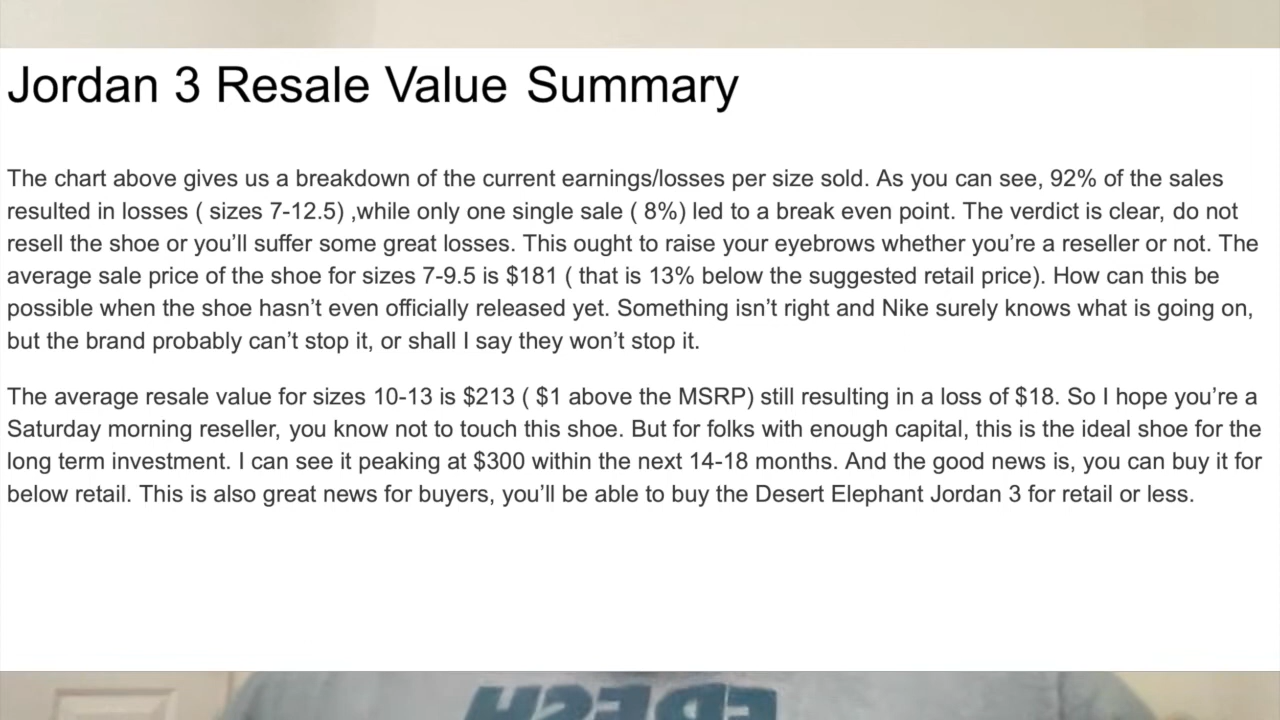 Jordan 3 Resale Value Summary
The chart above gives us a breakdown of the current earnings/losses per size sold. As you can see, 92% of the sales
resulted in losses ( sizes 7-12.5) ,while only one single sale ( 8%) led to a break even point. The verdict is clear, do not
resell the shoe or you’ll suffer some great losses. This ought to raise your eyebrows whether you’re a reseller or not. The
average sale price of the shoe for sizes 7-9.5 is $181 ( that is 13% below the suggested retail price). How can this be
possible when the shoe hasn’t even officially released yet. Something isn’t right and Nike surely knows what is going on,
but the brand probably can’t stop it, or shall I say they won’t stop it.
The average resale value for sizes 10-13 is $213 ( $1 above the MSRP) still resulting in a loss of $18. So I hope you’re a
Saturday morning reseller, you know not to touch this shoe. But for folks with enough capital, this is the ideal shoe for the
long term investment. I can see it peaking at $300 within the next 14-18 months. And the good news is, you can buy it for
below retail. This is also great news for buyers, you’ll be able to buy the Desert Elephant Jordan 3 for retail or less.